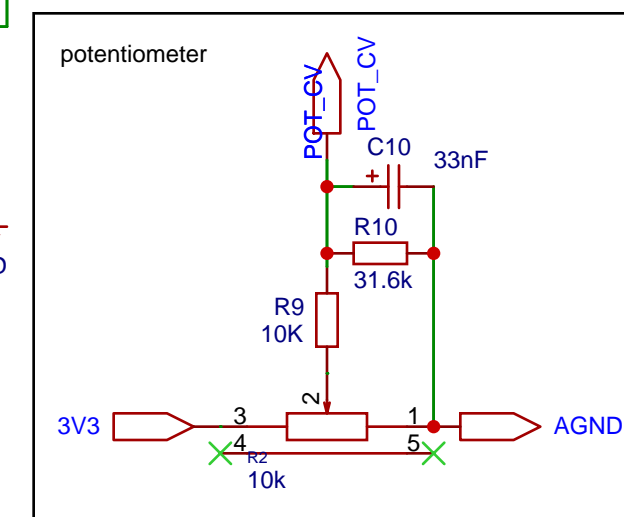 potentiometer
POT_CV
POT_CV
C10
33nF
+
R10
31.6k
R9
10K
2
3V3
3
1
AGND
4
5
R2
10k